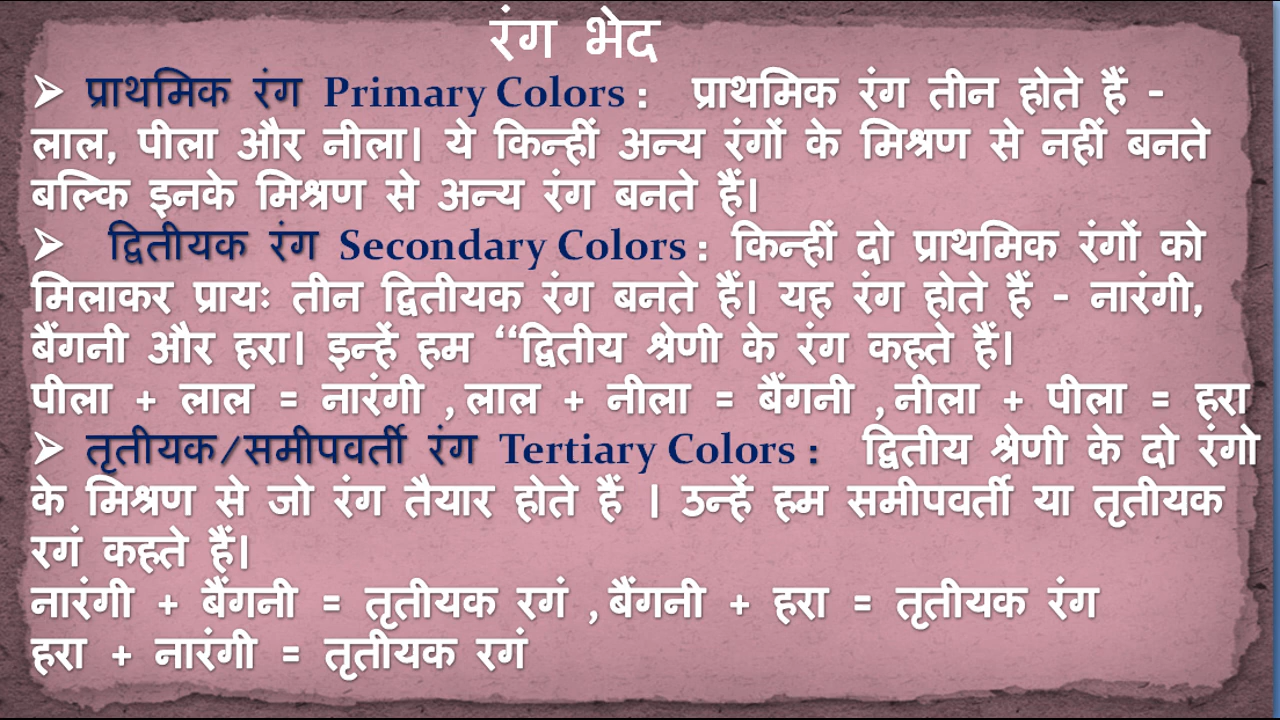 रंग भेद
➢ प्राथमिक रंग Primary Colors : प्राथमिक रंग तीन होते हैं -
लाल, पीला और नीला। ये किन्हीं अन्य रंगों के मिश्रण से नहीं बनते
बल्कि इनके मिश्रण से अन्य रंग बनते हैं।
➢ द्वितीयक रंग Secondary Colors : किन्हीं दो प्राथमिक रंगों को
मिलाकर प्रायः तीन द्वितीयक रंग बनते हैं। यह रंग होते हैं - नारंगी,
बैंगनी और हरा। इन्हें हम “द्वितीय श्रेणी के रंग कह्ते हैं।
पीला + लाल = नारंगी , लाल + नीला = बैंगनी , नीला + पीला = हरा
➢ तृतीयक/समीपवर्ती रंग Tertiary Colors : द्वितीय श्रेणी के दो रंगो
के मिश्रण से जो रंग तैयार होते हैं । उन्हें हम समीपवर्ती या तृतीयक
रगं कह्ते हैं।
नारंगी + बैंगनी = तृतीयक रगं , बैंगनी + हरा = तृतीयक रंग
हरा + नारंगी = तृतीयक रगं